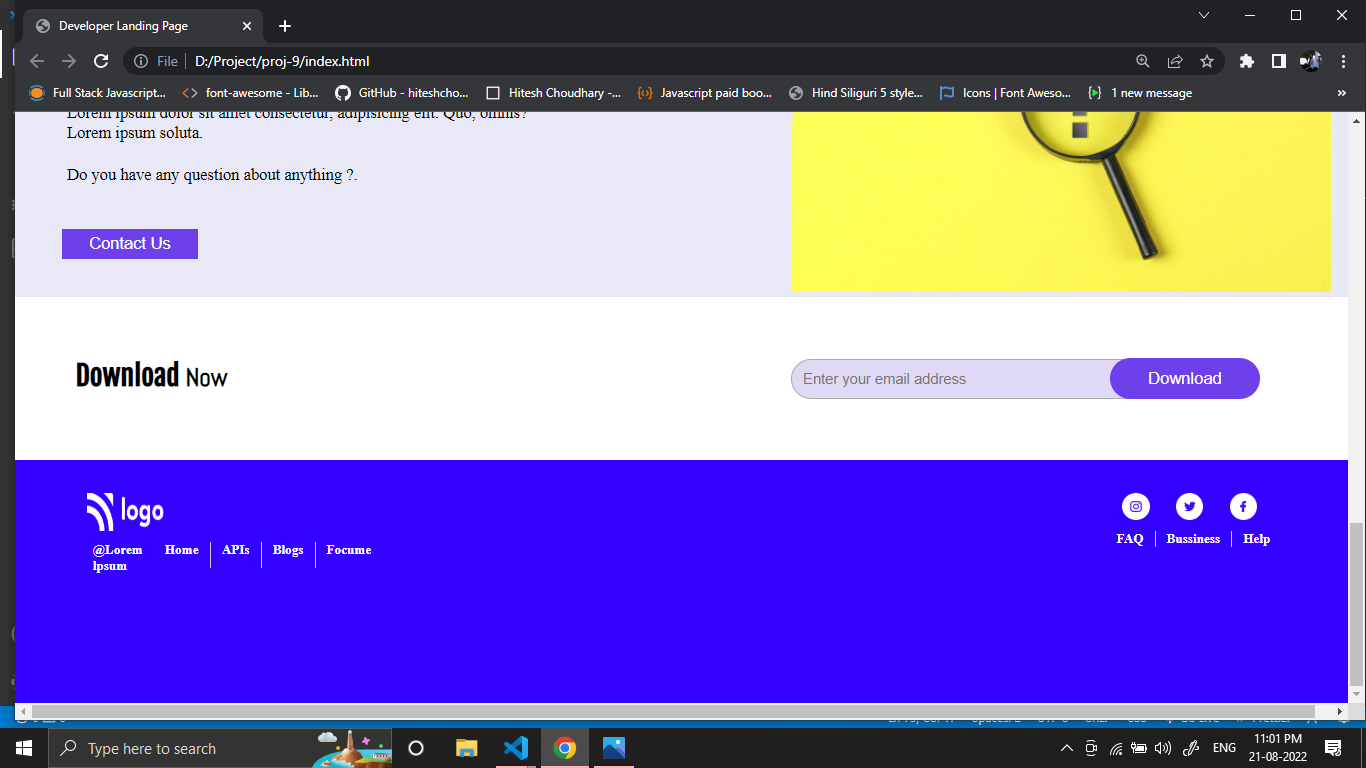 Developer Landing Page
File
D:/Project/proj-9/index.html
Full Stack Javascript...
font-awesome - Lib...
GitHub - hiteshcho...
Hitesh Choudhary -...
Javascript paid boo...
Hind Siliguri 5 style...
Icons | Font Aweso...
1 new message
»
Lorem ipsum dolor sit amet consectetur, adipisicing elit. Quo, omnis?
Lorem ipsum soluta.
Do you have any question about anything ?.
Contact Us
Download Now
Enter your email address
Download
logo
@Lorem
lpsum
Home
APIs
Blogs
Focume
FAQ
Bussiness
Help
Type here to search
ENG
11:01 PM
21-08-2022